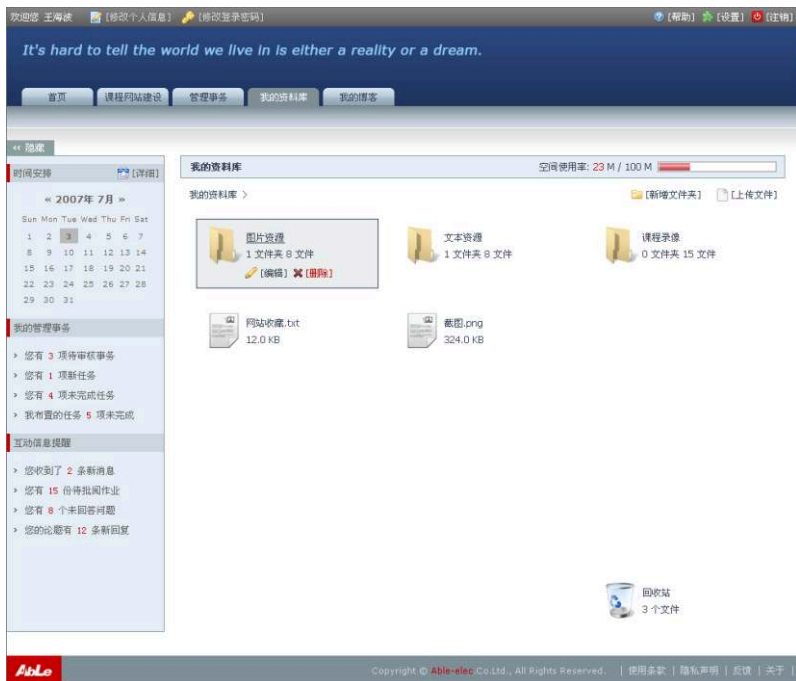 欢迎您 王海波 [修改个人信息] [修改登录密码] [帮助] [设置] [注销]
It's hard to tell the world we live in is either a reality or a dream.
首页 课程网站建设 管理事务 我的资料库 我的博客
« 隐藏
时间安排 [详细]
« 2007年 7月 »
Sun Mon Tue Wed Thu Fri Sat
1 2 3 4 5 6 7
8 9 10 11 12 13 14
15 16 17 18 19 20 21
22 23 24 25 26 27 28
29 30 31
我的管理事务
您有 3 项待审核事务
您有 1 项新任务
您有 4 项未完成任务
我布置的任务 5 项未完成
互动信息提醒
您收到了 2 条新消息
您有 15 份待批阅作业
您有 8 个未回答问题
您的论题有 12 条新回复
我的资料库 空间使用率: 23 M / 100 M
我的资料库 > [新增文件夹] [上传文件]
图片资源
1 文件夹 8 文件
[编辑] [删除]
文本资源
1 文件夹 8 文件
课程录像
0 文件夹 15 文件
网站收藏.txt
12.0 KB
截图.png
324.0 KB
回收站
3 个文件
AbLe Copyright © Able-elec Co.Ltd., All Rights Reserved. | 使用条款 | 隐私声明 | 反馈 | 关于 |